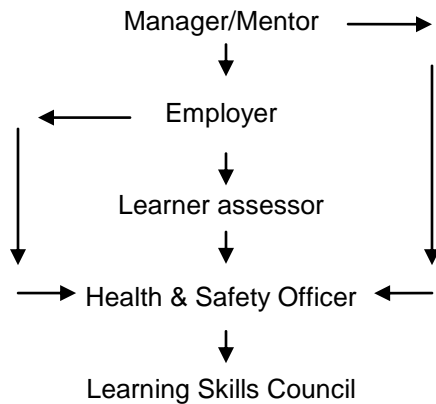 Manager/Mentor
Employer
Learner assessor
Health & Safety Officer
Learning Skills Council